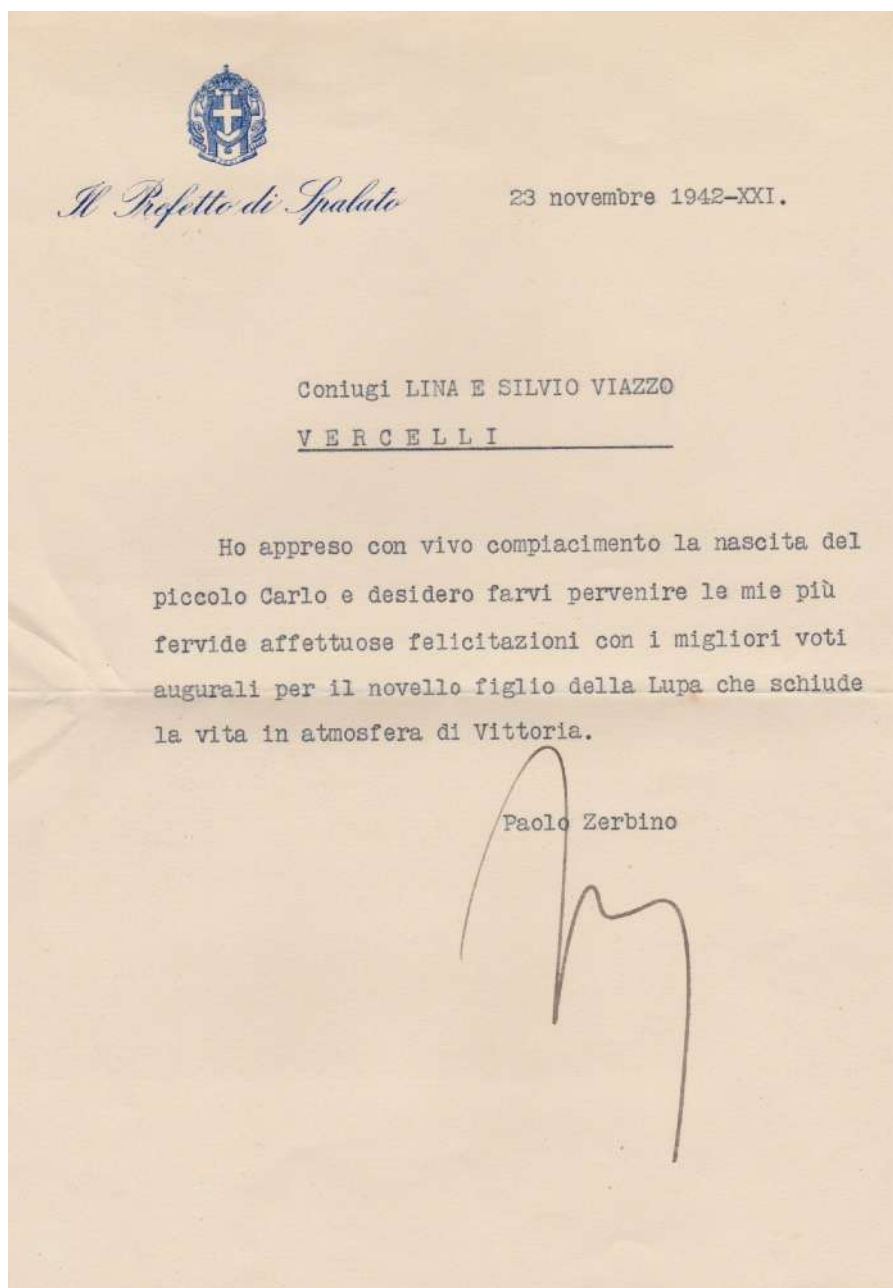 Il Prefetto di Spalato
23 novembre 1942-XXI.
Coniugi LINA E SILVIO VIAZZO
VERCELLI
Ho appreso con vivo compiacimento la nascita del
piccolo Carlo e desidero farvi pervenire le mie più
fervide affettuose felicitazioni con i migliori voti
augurali per il novello figlio della Lupa che schiude
la vita in atmosfera di Vittoria.
Paolo Zerbino